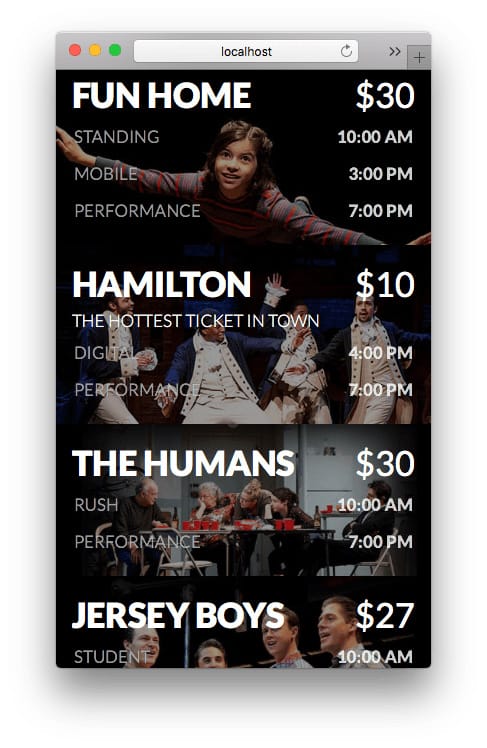 localhost
FUN HOME $30
STANDING 10:00 AM
MOBILE 3:00 PM
PERFORMANCE 7:00 PM
HAMILTON $10
THE HOTTEST TICKET IN TOWN
DIGITAL 4:00 PM
PERFORMANCE 7:00 PM
THE HUMANS $30
RUSH 10:00 AM
PERFORMANCE 7:00 PM
JERSEY BOYS $27
STUDENT 10:00 AM